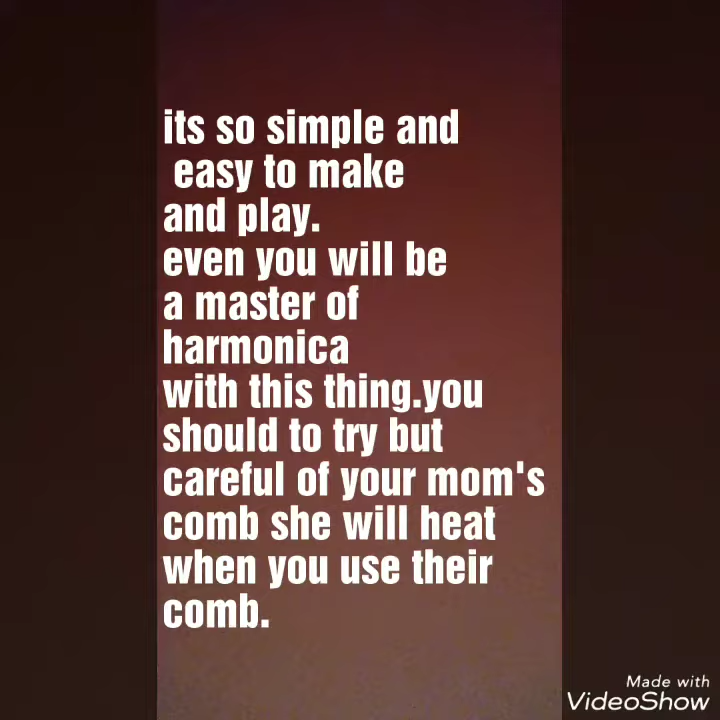 its so simple and
easy to make
and play.
even you will be
a master of
harmonica
with this thing.you
should to try but
careful of your mom's
comb she will heat
when you use their
comb.
Made with
VideoShow